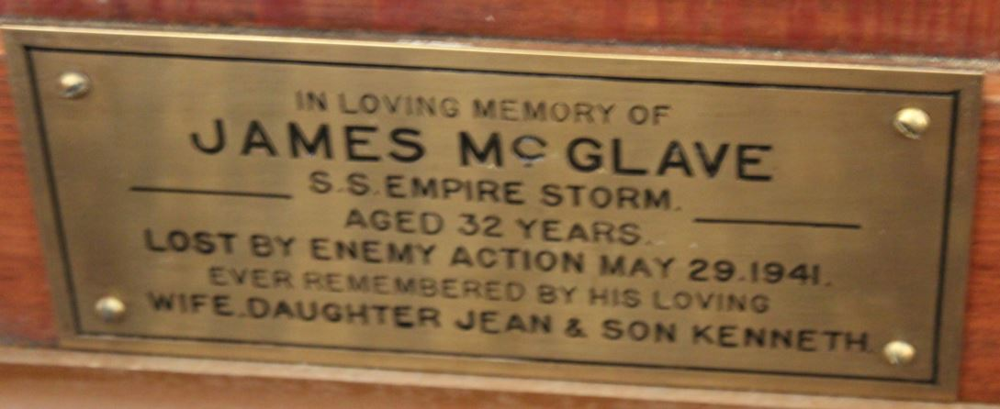 IN LOVING MEMORY OF
JAMES McGLAVE
S.S. EMPIRE STORM.
AGED 32 YEARS.
LOST BY ENEMY ACTION MAY 29.1941.
EVER REMEMBERED BY HIS LOVING
WIFE.DAUGHTER JEAN & SON KENNETH.